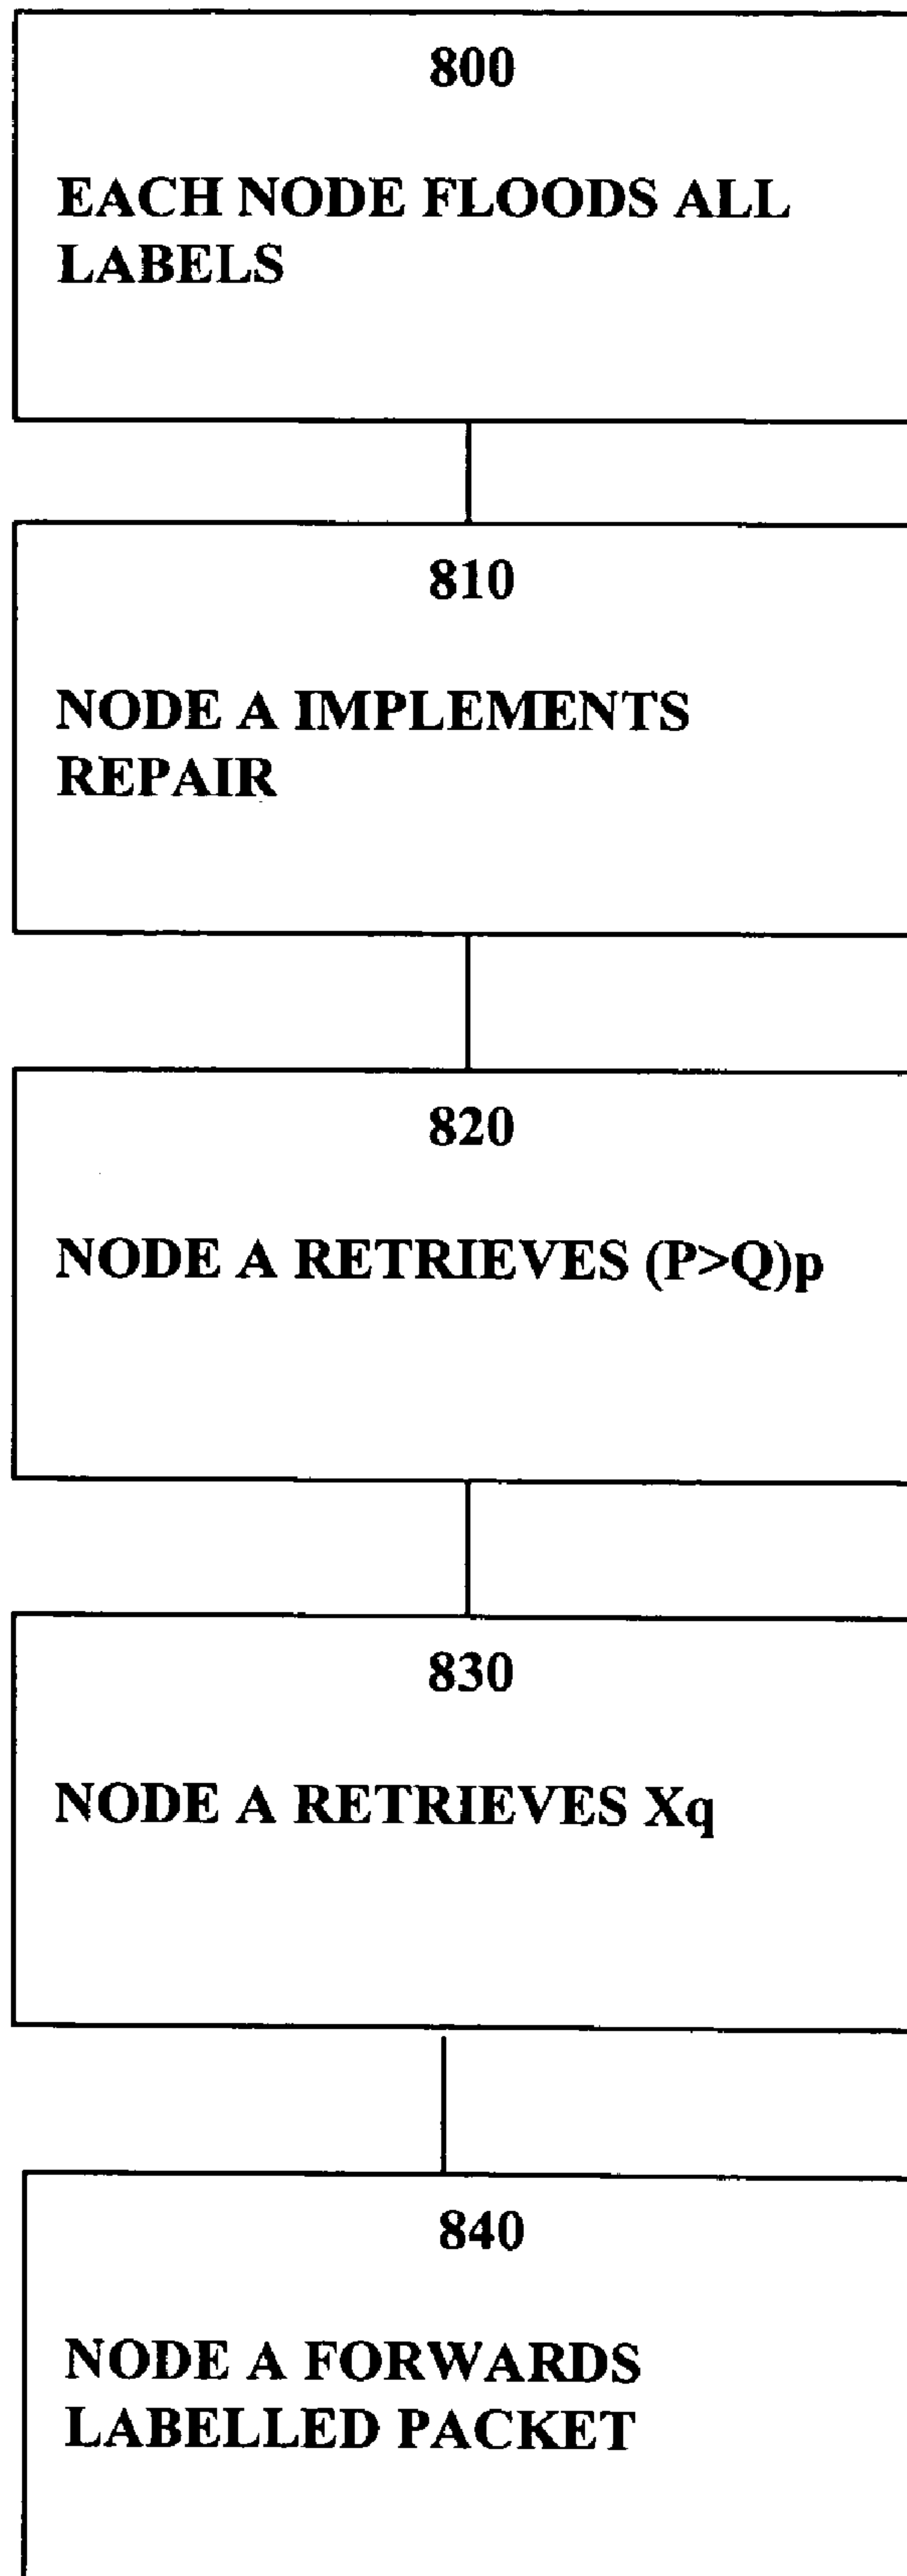 800
EACH NODE FLOODS ALL
LABELS
810
NODE A IMPLEMENTS
REPAIR
820
NODE A RETRIEVES (P>Q)p
830
NODE A RETRIEVES Xq
840
NODE A FORWARDS
LABELLED PACKET